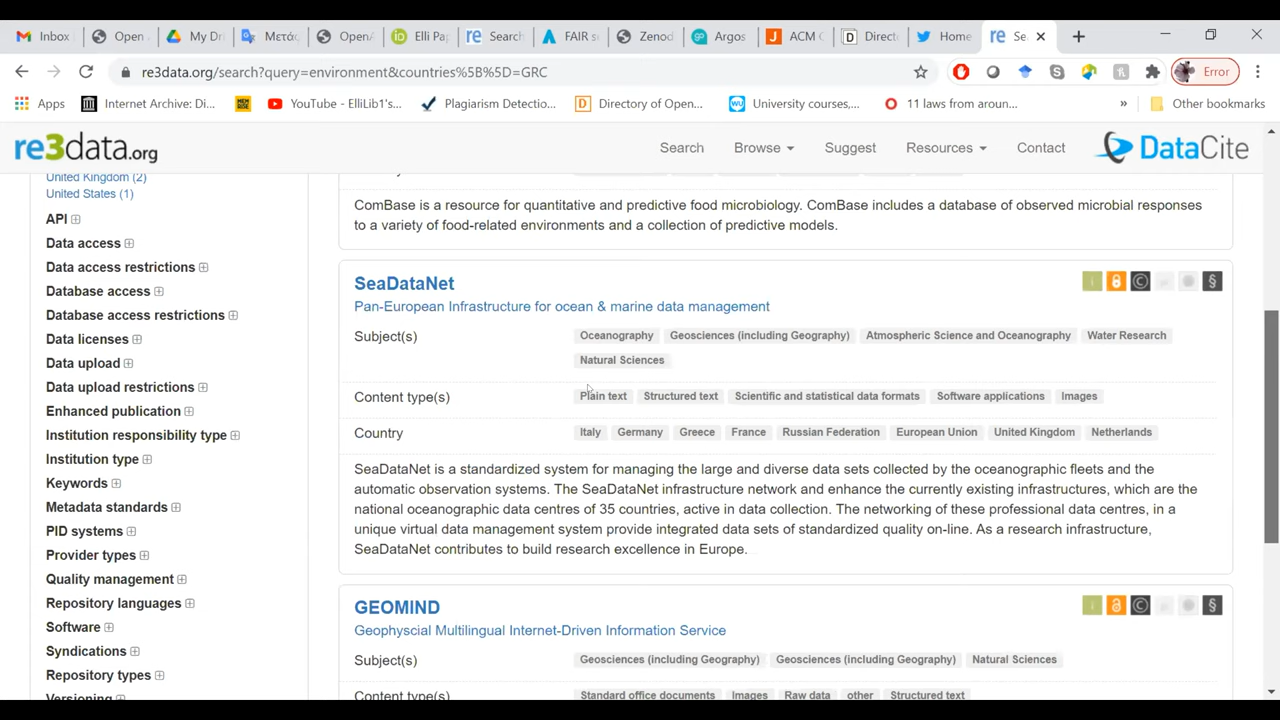 Inbox
Open A
My Dri
Μετάφ
OpenA
Elli Pap
Search
FAIR s
Zenod
Argos
ACM C
Direct
Home
Se
re3data.org/search?query=environment&countries%5B%5D=GRC
Error
Apps
Internet Archive: Di...
YouTube - ElliLib1's...
Plagiarism Detectio...
Directory of Open...
University courses,...
11 laws from aroun...
»
Other bookmarks
re3data.org
Search
Browse
Suggest
Resources
Contact
DataCite
United Kingdom (2)
United States (1)
API
Data access
Data access restrictions
Database access
Database access restrictions
Data licenses
Data upload
Data upload restrictions
Enhanced publication
Institution responsibility type
Institution type
Keywords
Metadata standards
PID systems
Provider types
Quality management
Repository languages
Software
Syndications
Repository types
Versioning
ComBase is a resource for quantitative and predictive food microbiology. ComBase includes a database of observed microbial responses
to a variety of food-related environments and a collection of predictive models.
SeaDataNet
Pan-European Infrastructure for ocean & marine data management
Subject(s) Oceanography Geosciences (including Geography) Atmospheric Science and Oceanography Water Research
Natural Sciences
Content type(s) Plain text Structured text Scientific and statistical data formats Software applications Images
Country Italy Germany Greece France Russian Federation European Union United Kingdom Netherlands
SeaDataNet is a standardized system for managing the large and diverse data sets collected by the oceanographic fleets and the
automatic observation systems. The SeaDataNet infrastructure network and enhance the currently existing infrastructures, which are the
national oceanographic data centres of 35 countries, active in data collection. The networking of these professional data centres, in a
unique virtual data management system provide integrated data sets of standardized quality on-line. As a research infrastructure,
SeaDataNet contributes to build research excellence in Europe.
GEOMIND
Geophyscial Multilingual Internet-Driven Information Service
Subject(s) Geosciences (including Geography) Geosciences (including Geography) Natural Sciences
Content type(s) Standard office documents Images Raw data other Structured text